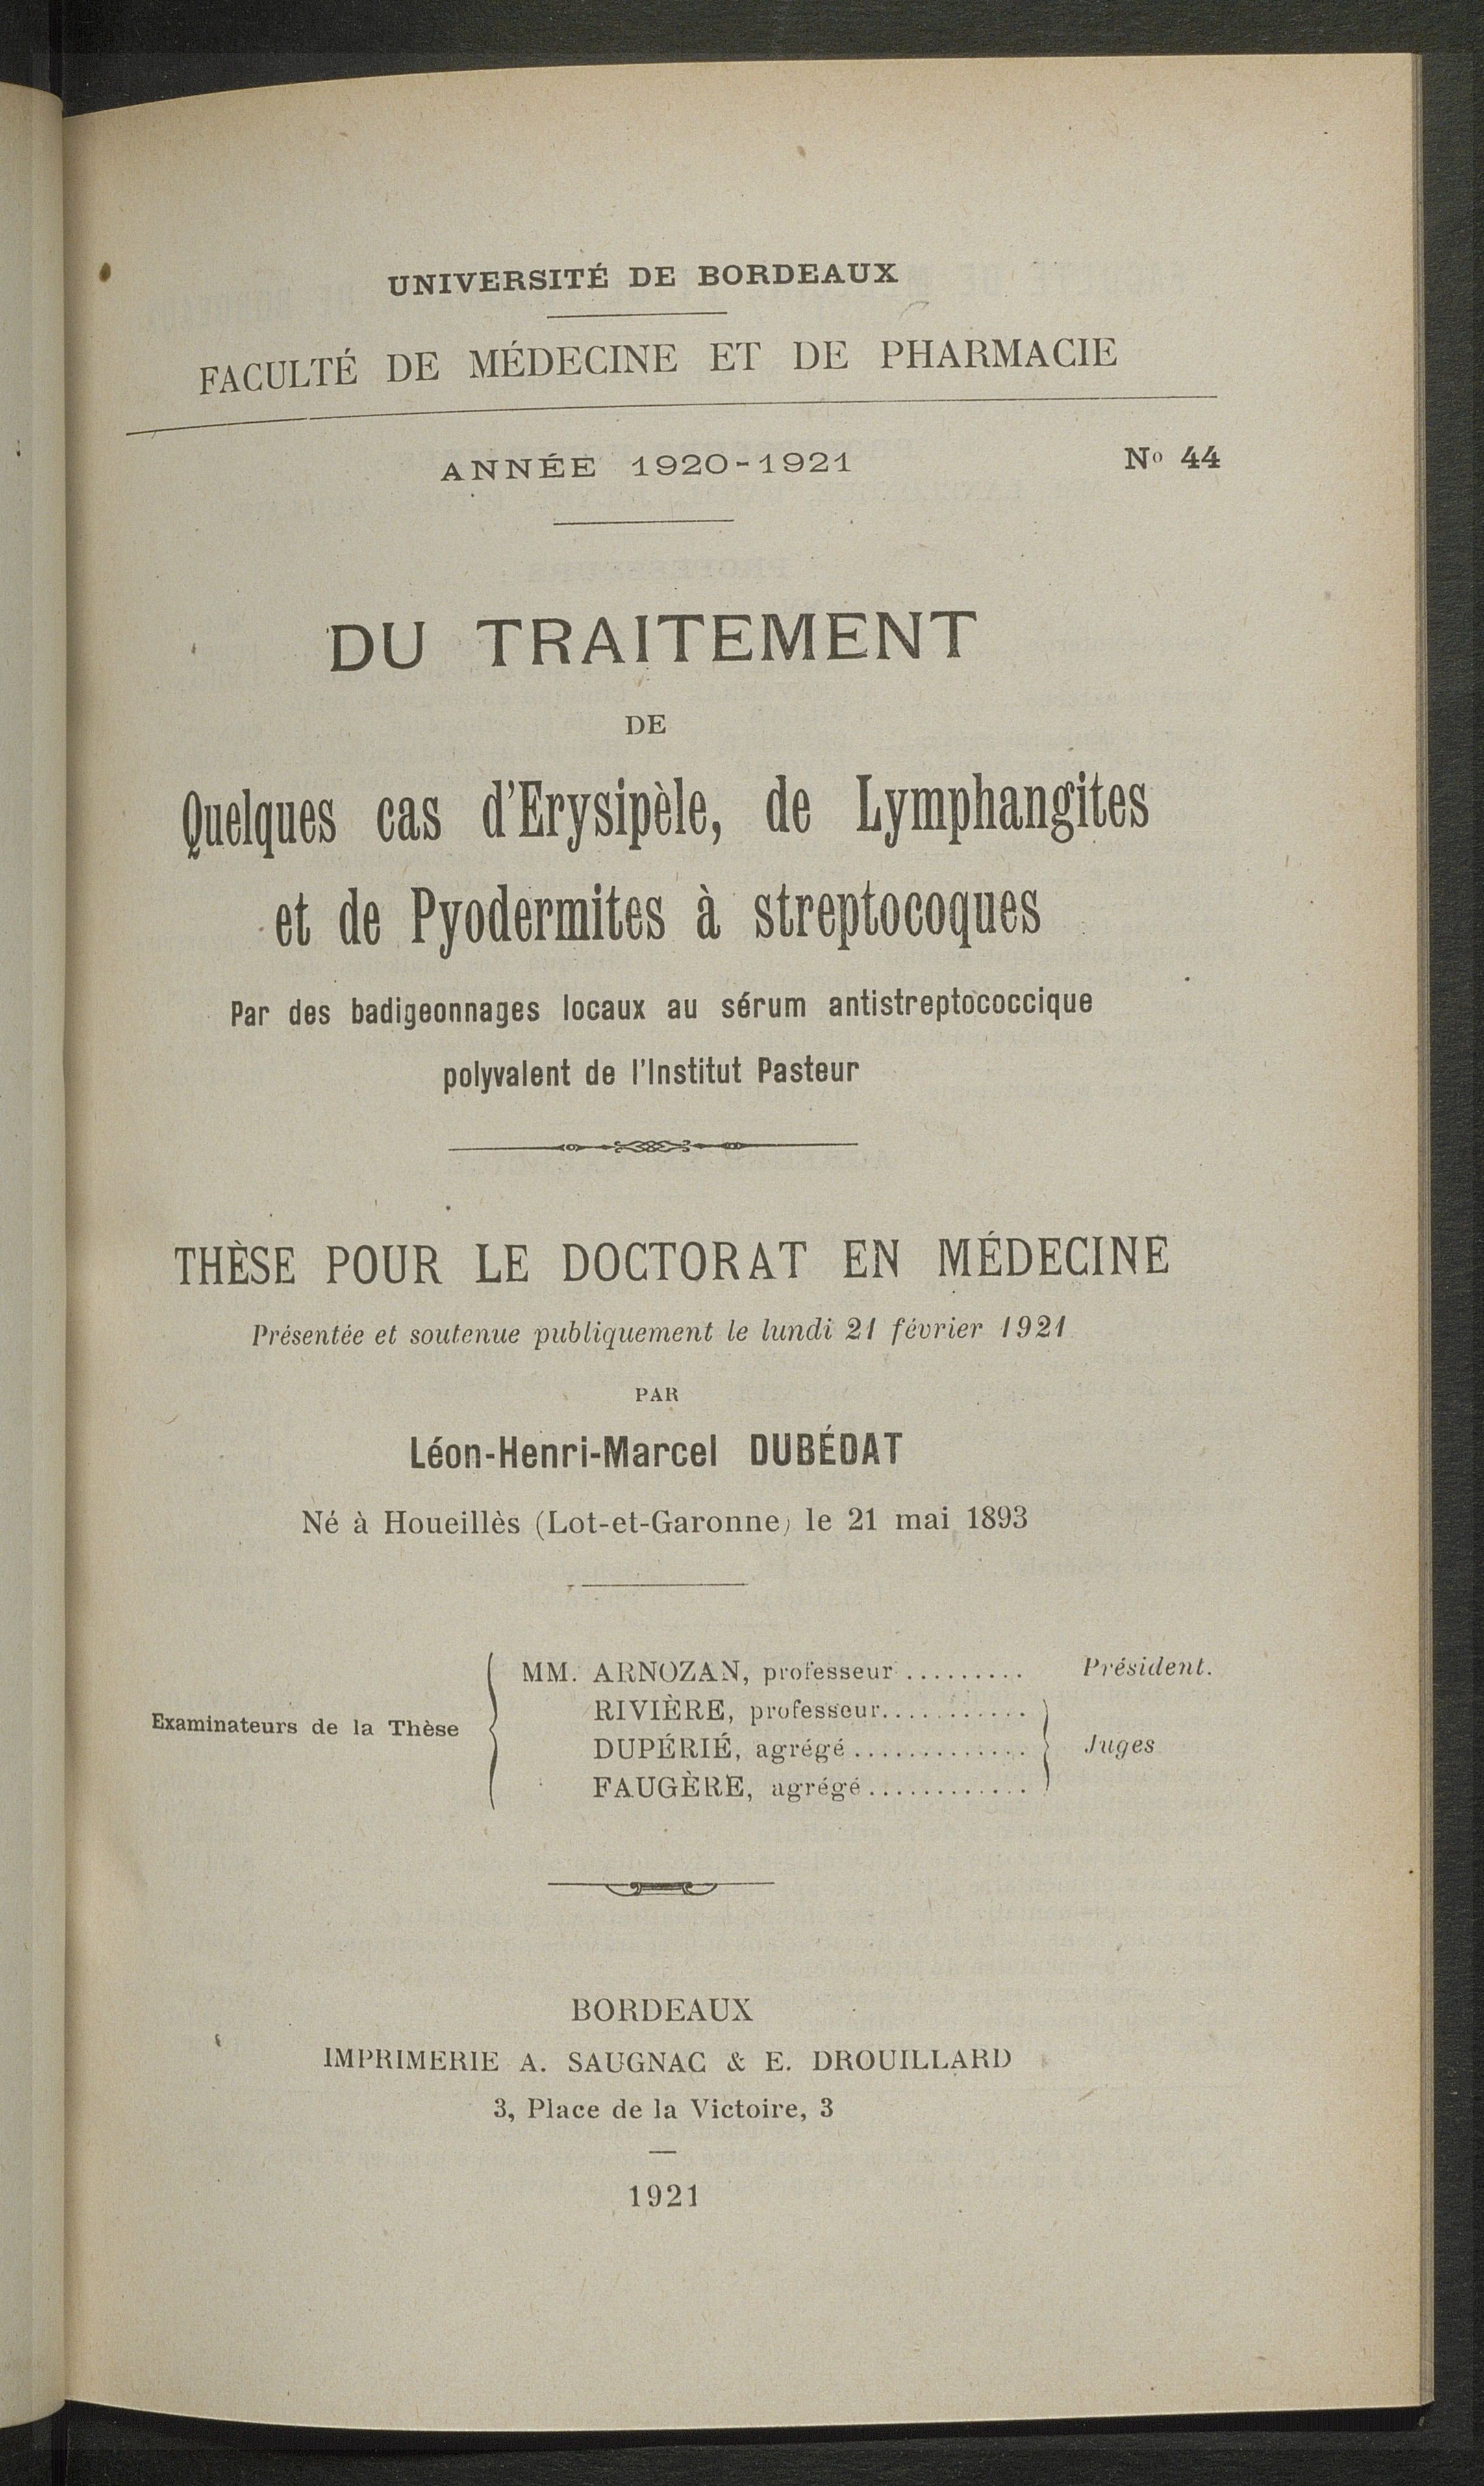 UNIVERSITÉ DE BORDEAUX
FACULTÉ DE MÉDECINE ET DE PHARMACIE
ANNÉE 1920-1921 No 44
DU TRAITEMENT
DE
Quelques cas d'Erysipèle, de Lymphangites
et de Pyodermites à streptocoques
Par des badigeonnages locaux au sérum antistreptococcique
polyvalent de l'Institut Pasteur
THÈSE POUR LE DOCTORAT EN MÉDECINE
Présentée et soutenue publiquement le lundi 21 février 1921
PAR
Léon-Henri-Marcel DUBÉDAT
Né à Houeillès (Lot-et-Garonne) le 21 mai 1893
MM. ARNOZAN, professeur ......... Président.
RIVIÈRE, professeur...........
Examinateurs de la Thèse
DUPÉRIÉ, agrégé ............. Juges
FAUGÈRE, agrégé ............
BORDEAUX
IMPRIMERIE A. SAUGNAC & E. DROUILLARD
3, Place de la Victoire, 3
1921